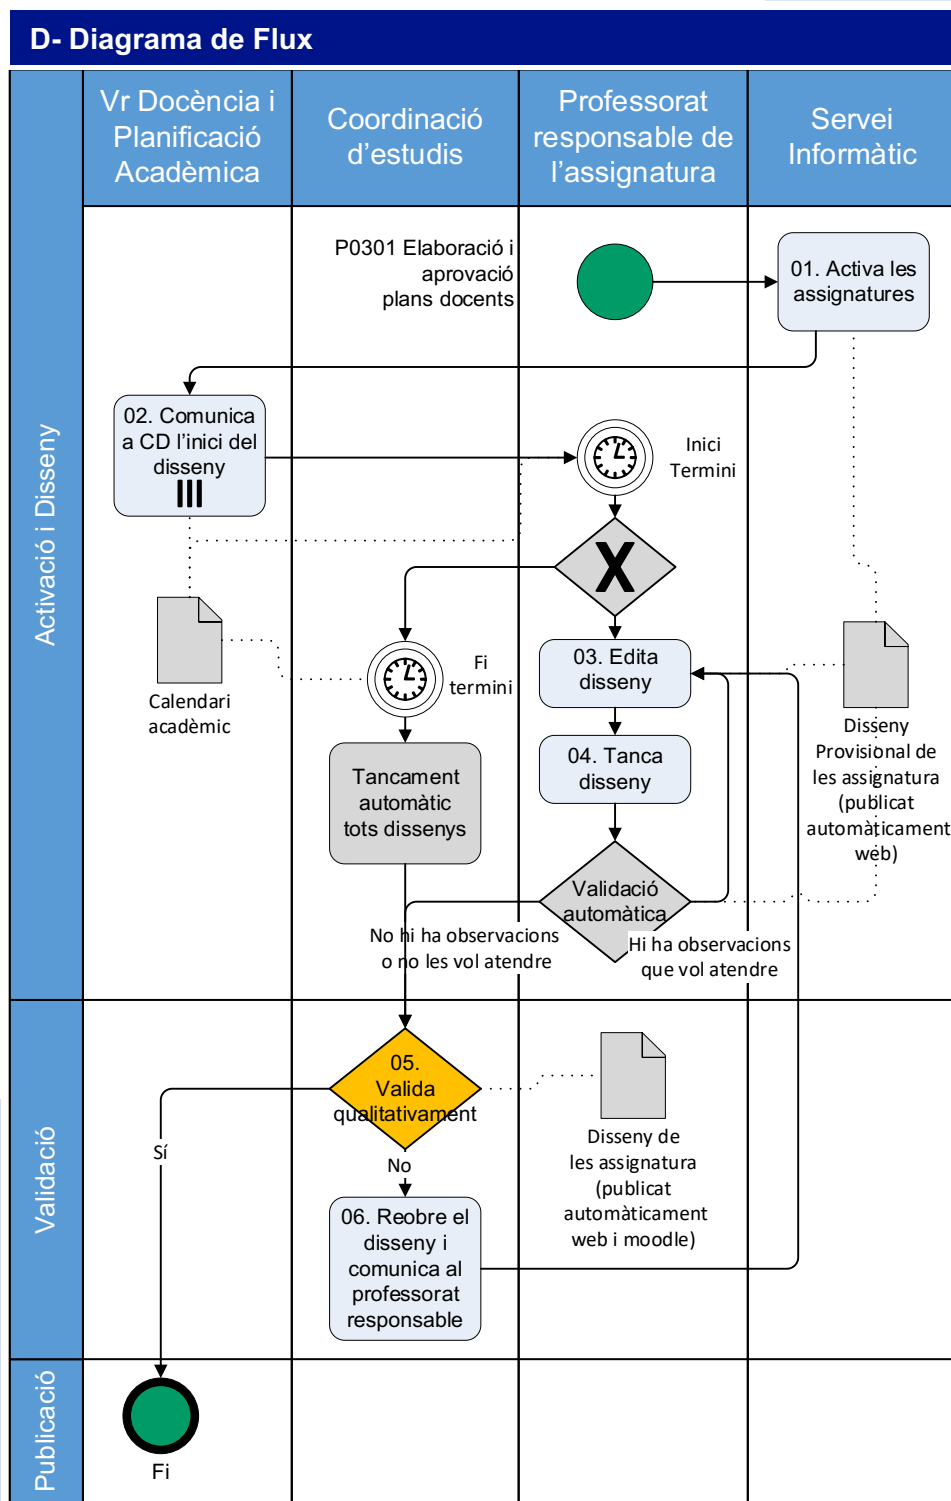 D- Diagrama de Flux
Vr Docència i
Planificació
Acadèmica
Coordinació
d'estudis
Professorat
responsable de
l'assignatura
Servei
Informàtic
Activació i Disseny
P0301 Elaboració i
aprovació
plans docents
01. Activa les
assignatures
02. Comunica
a CD l'inici del
disseny
Inici
Termini
X
Calendari
acadèmic
Fi
termini
03. Edita
disseny
Disseny
Provisional de
les assignatura
(publicat
automàticament
web)
Tancament
automàtic
tots dissenys
04. Tanca
disseny
Validació
automàtica
No hi ha observacions
o no les vol atendre
Hi ha observacions
que vol atendre
Validació
05.
Valida
qualitativament
Sí
No
Disseny de
les assignatura
(publicat
automàticament
web i moodle)
06. Reobre el
disseny i
comunica al
professorat
responsable
Publicació
Fi